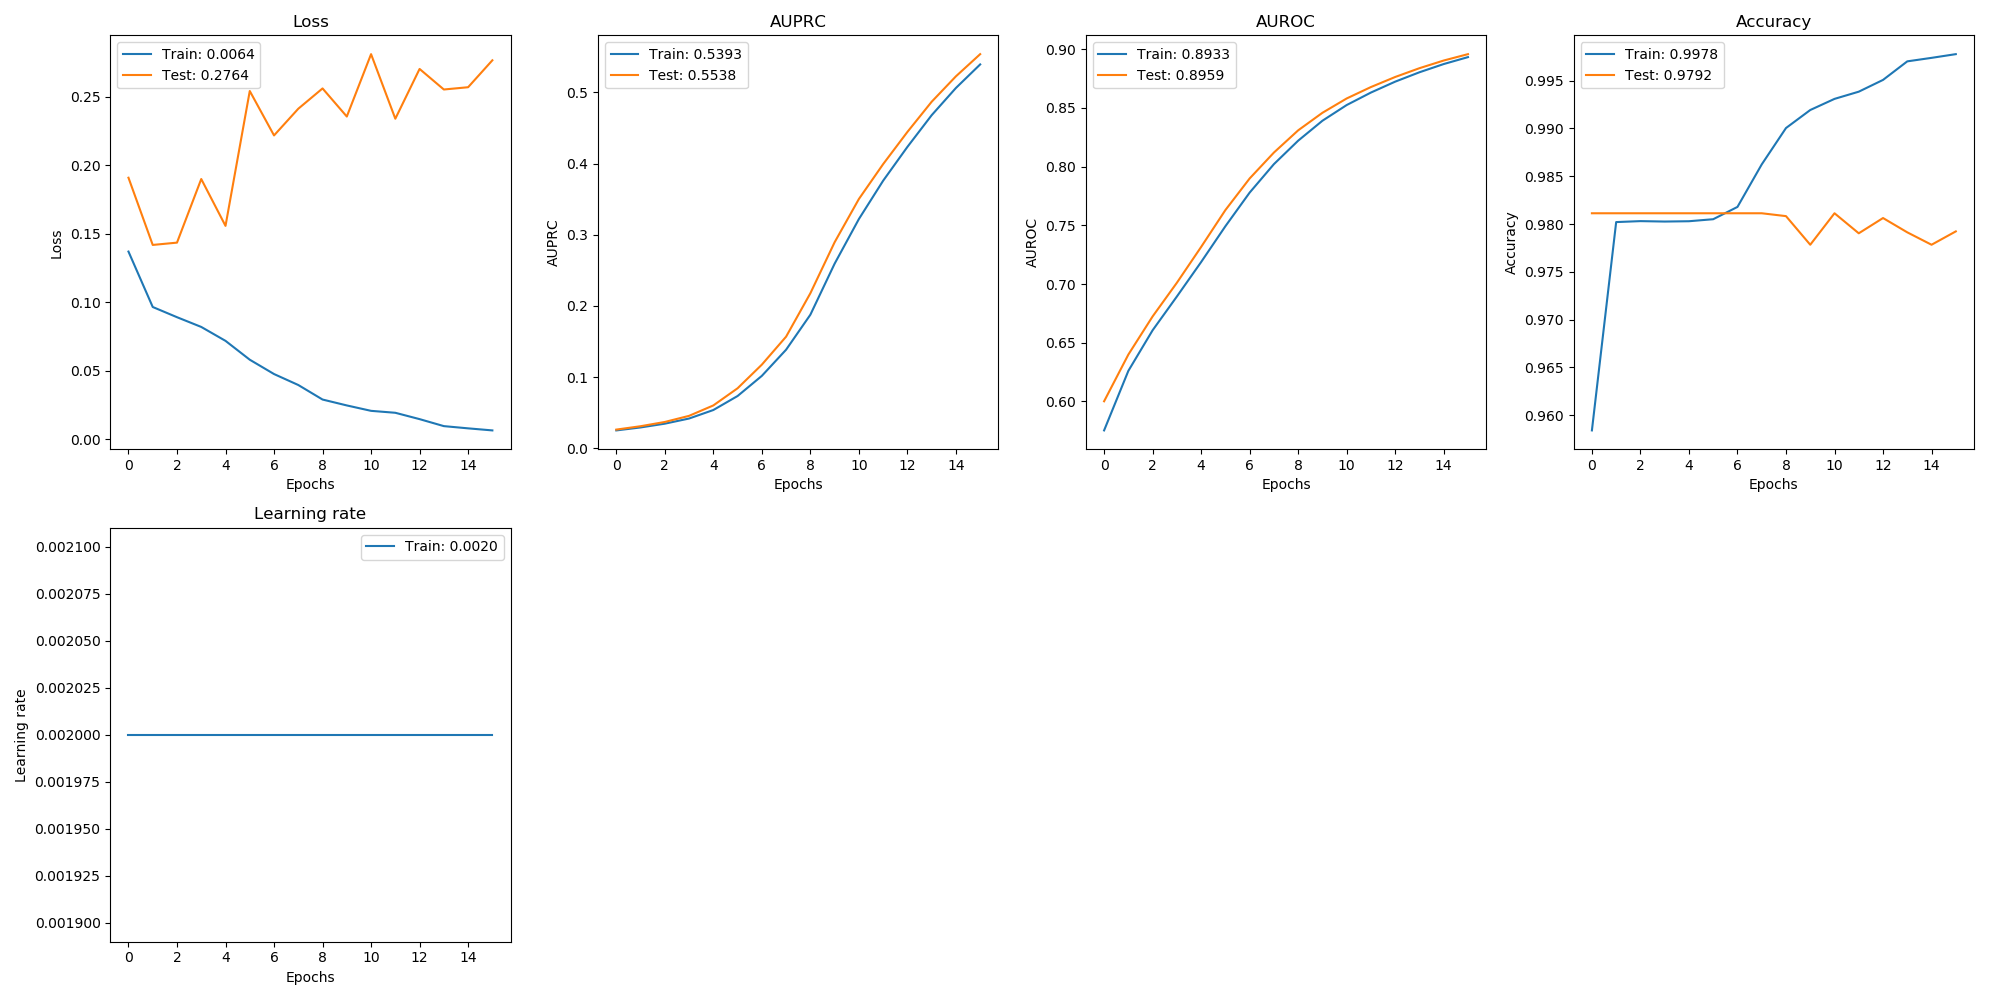 Loss
Train: 0.0064
Test: 0.2764
0.25
0.20
0.15
0.10
0.05
0.00
Loss
0 2 4 6 8 10 12 14
Epochs
AUPRC
Train: 0.5393
Test: 0.5538
0.5
0.4
0.3
0.2
0.1
0.0
AUPRC
0 2 4 6 8 10 12 14
Epochs
AUROC
Train: 0.8933
Test: 0.8959
0.90
0.85
0.80
0.75
0.70
0.65
0.60
AUROC
0 2 4 6 8 10 12 14
Epochs
Accuracy
Train: 0.9978
Test: 0.9792
0.995
0.990
0.985
0.980
0.975
0.970
0.965
0.960
Accuracy
0 2 4 6 8 10 12 14
Epochs
Learning rate
Train: 0.0020
0.002100
0.002075
0.002050
0.002025
0.002000
0.001975
0.001950
0.001925
0.001900
Learning rate
0 2 4 6 8 10 12 14
Epochs